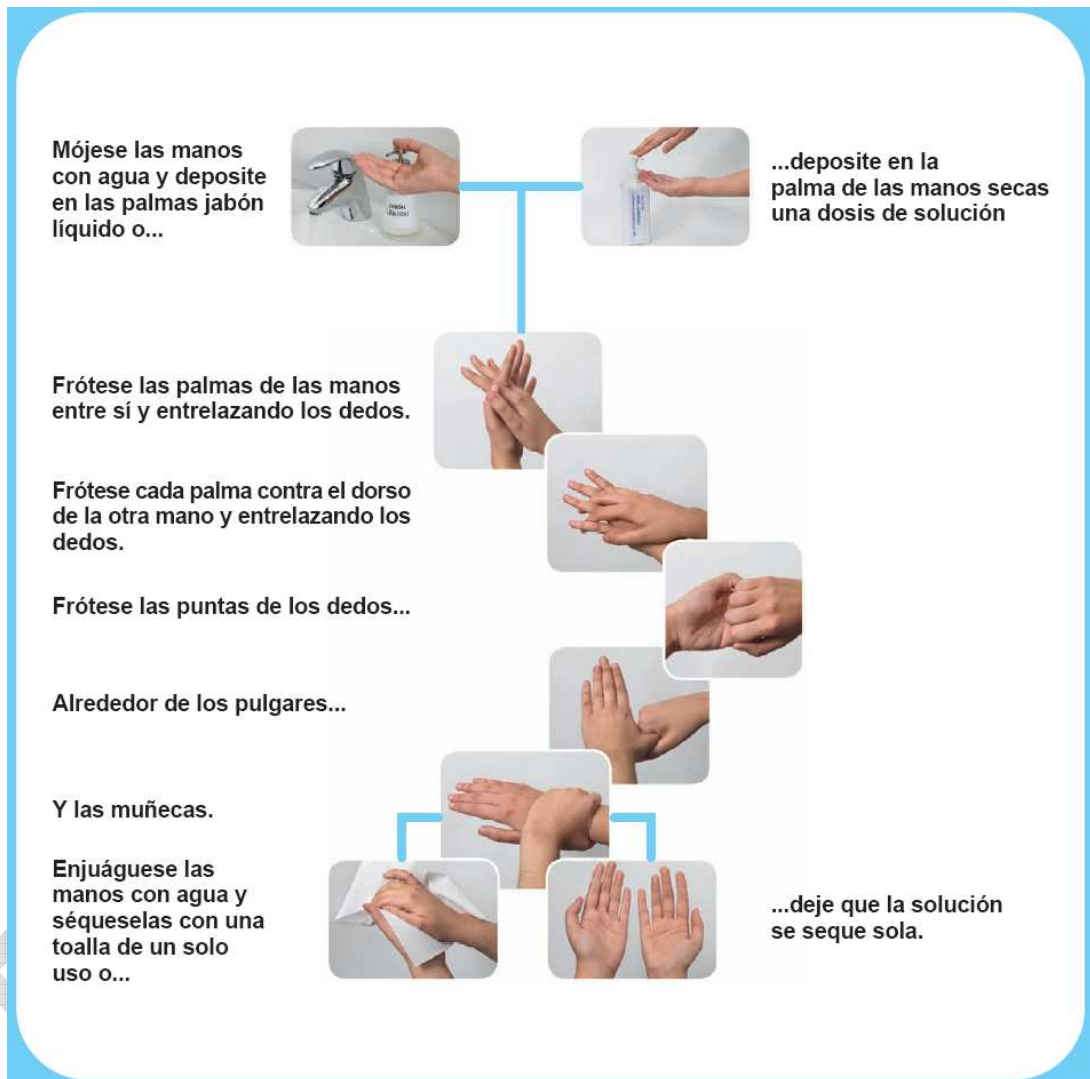 Mójese las manos
con agua y deposite
en las palmas jabón
líquido o...
JABÓN
LÍQUIDO
...deposite en la
palma de las manos secas
una dosis de solución
Frótese las palmas de las manos
entre sí y entrelazando los dedos.
Frótese cada palma contra el dorso
de la otra mano y entrelazando los
dedos.
Frótese las puntas de los dedos...
Alrededor de los pulgares...
Y las muñecas.
Enjuáguese las
manos con agua y
séqueselas con una
toalla de un solo
uso o...
...deje que la solución
se seque sola.